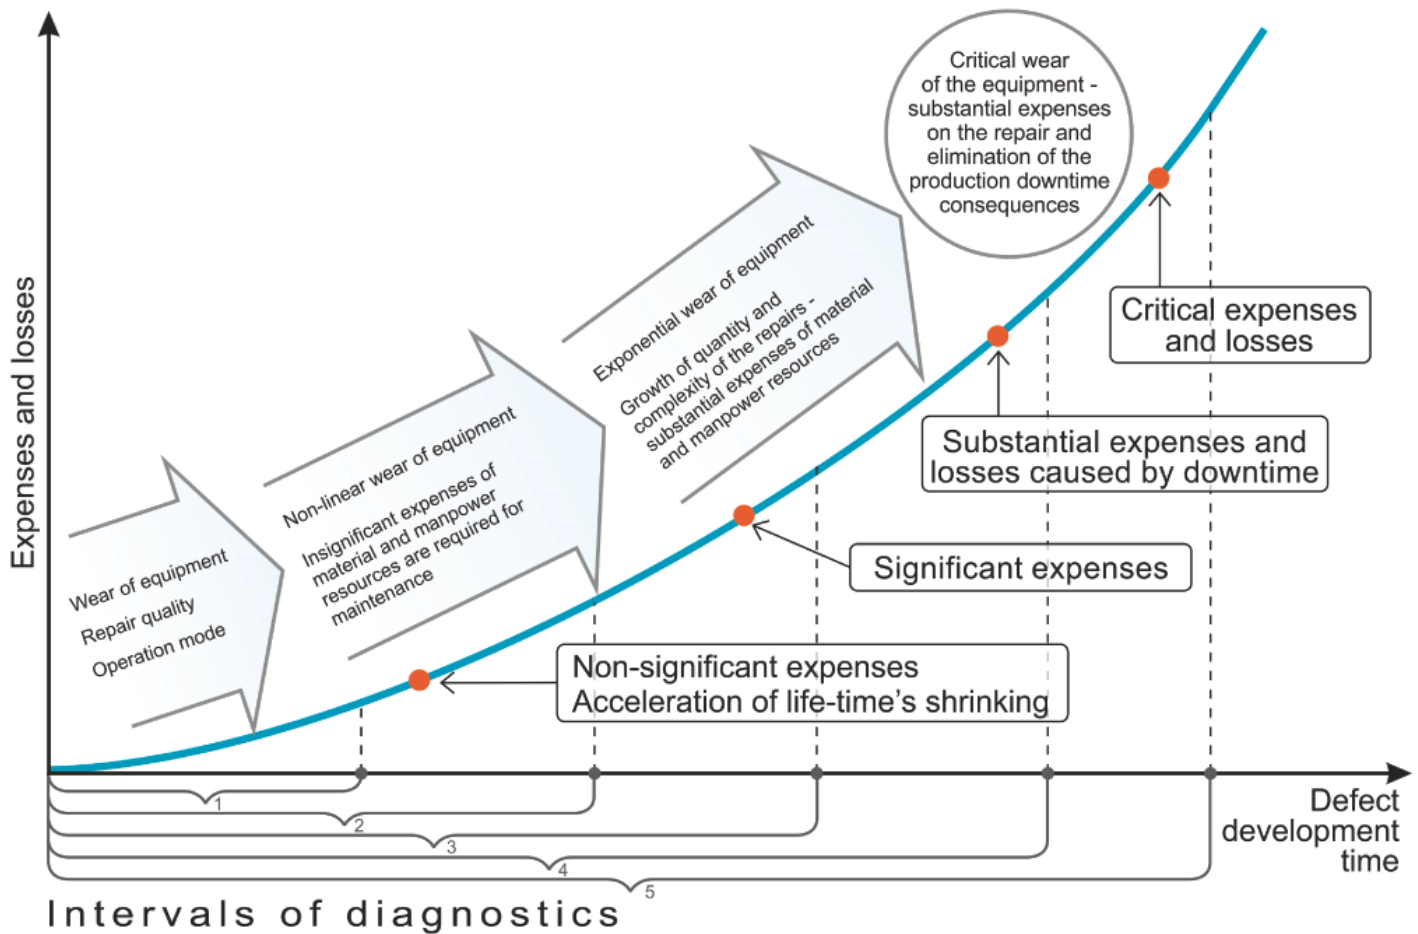 Critical wear
of the equipment -
substantial expenses
on the repair and
elimination of the
production downtime
consequences
Exponential wear of equipment
Growth of quantity and
complexity of the repairs -
substantial expenses of material
and manpower resources
Non-linear wear of equipment
Insignificant expenses of
material and manpower
resources are required for
maintenance
Wear of equipment
Repair quality
Operation mode
Expenses and losses
Critical expenses
and losses
Substantial expenses and
losses caused by downtime
Significant expenses
Non-significant expenses
Acceleration of life-time's shrinking
1
2
3
4
5
Defect
development
time
Intervals of diagnostics